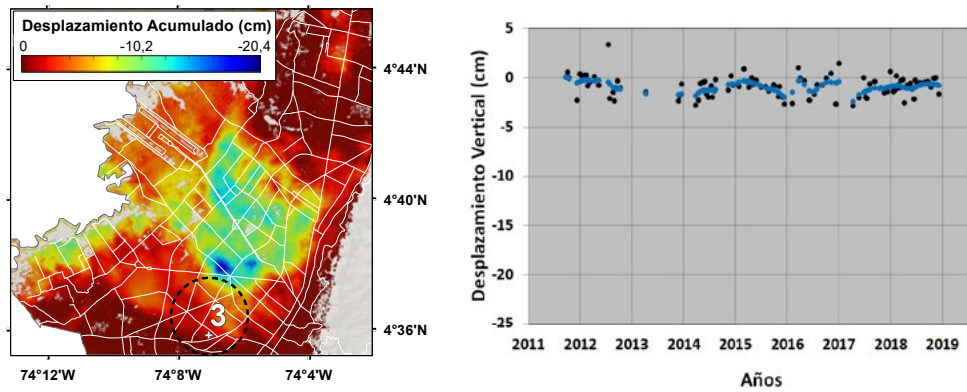 Desplazamiento Acumulado (cm)
0 -10,2 -20,4
4°44'N
4°40'N
4°36'N
3
74°12'W 74°8'W 74°4'W
Desplazamiento Vertical (cm)
5
0
-5
-10
-15
-20
-25
2011 2012 2013 2014 2015 2016 2017 2018 2019
Años